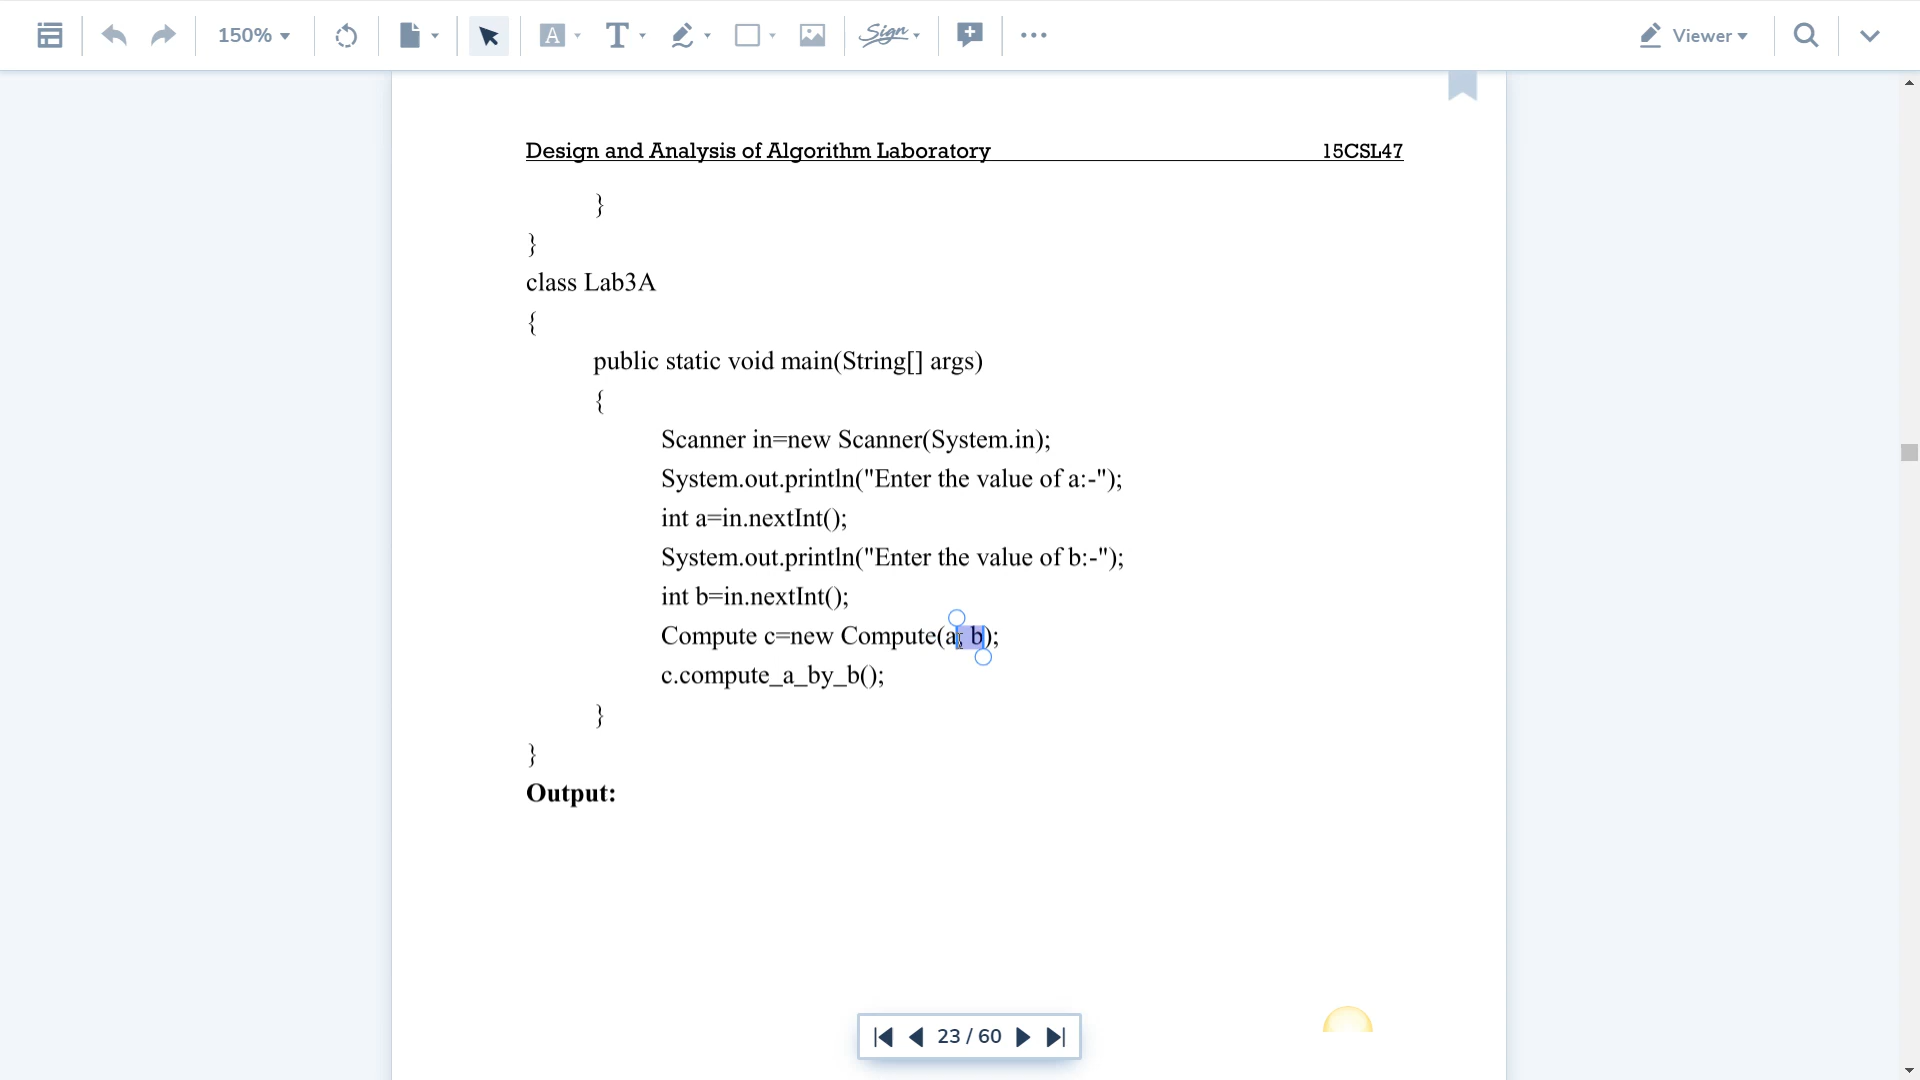 150%
A
T
Sign
Viewer
Design and Analysis of Algorithm Laboratory 15CSL47
}
}
class Lab3A
{
public static void main(String[] args)
{
Scanner in=new Scanner(System.in);
System.out.println("Enter the value of a:-");
int a=in.nextInt();
System.out.println("Enter the value of b:-");
int b=in.nextInt();
Compute c=new Compute(a, b);
c.compute_a_by_b();
}
}
Output:
23 / 60